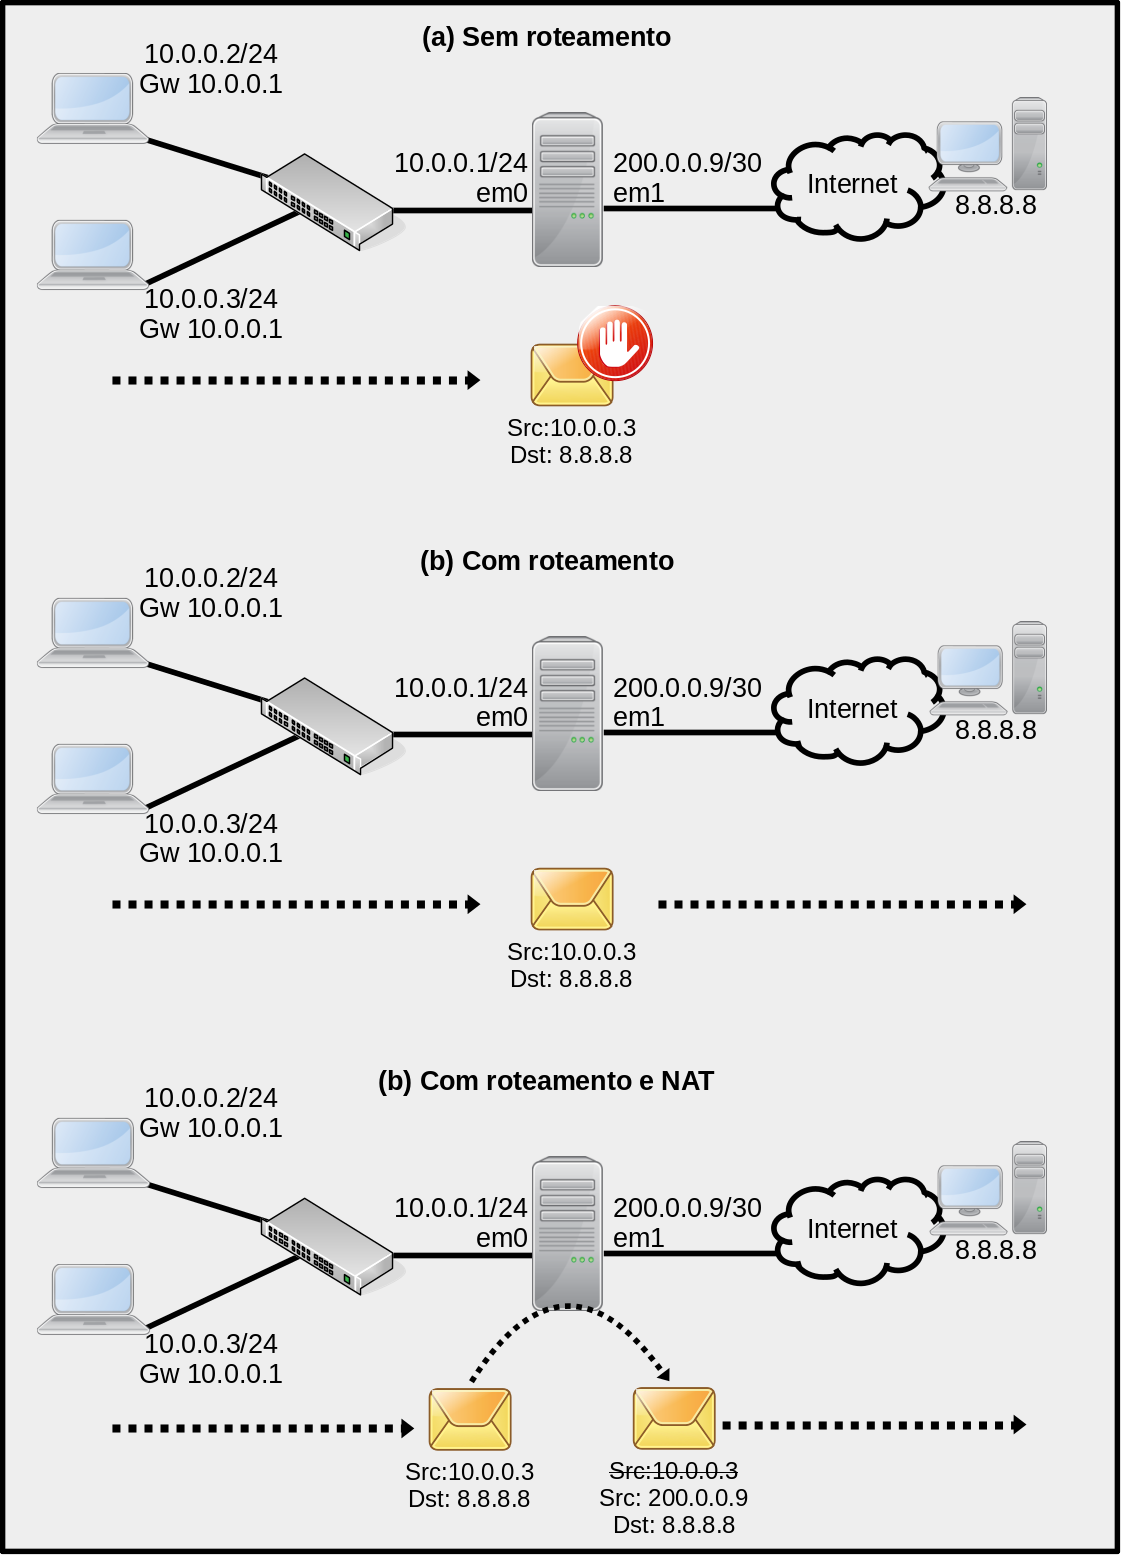 (a) Sem roteamento
10.0.0.2/24
Gw 10.0.0.1
10.0.0.1/24
em0
200.0.0.9/30
em1
Internet
8.8.8.8
10.0.0.3/24
Gw 10.0.0.1
Src:10.0.0.3
Dst: 8.8.8.8
(b) Com roteamento
10.0.0.2/24
Gw 10.0.0.1
10.0.0.1/24
em0
200.0.0.9/30
em1
Internet
8.8.8.8
10.0.0.3/24
Gw 10.0.0.1
Src:10.0.0.3
Dst: 8.8.8.8
(b) Com roteamento e NAT
10.0.0.2/24
Gw 10.0.0.1
10.0.0.1/24
em0
200.0.0.9/30
em1
Internet
8.8.8.8
10.0.0.3/24
Gw 10.0.0.1
Src:10.0.0.3
Dst: 8.8.8.8
Src:10.0.0.3
Src: 200.0.0.9
Dst: 8.8.8.8